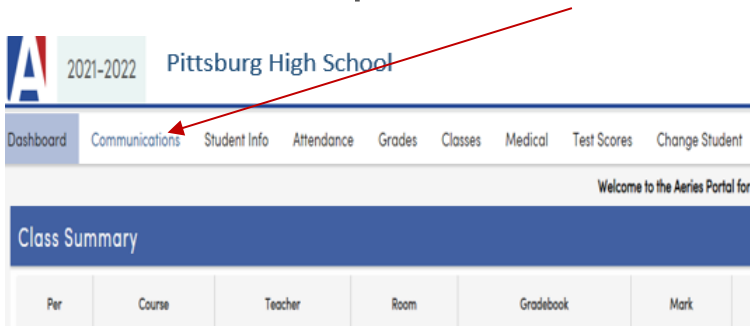 2021-2022 Pittsburg High School
Dashboard Communications Student Info Attendance Grades Classes Medical Test Scores Change Student
Welcome to the Aeries Portal for
Class Summary
Per Course Teacher Room Gradebook Mark